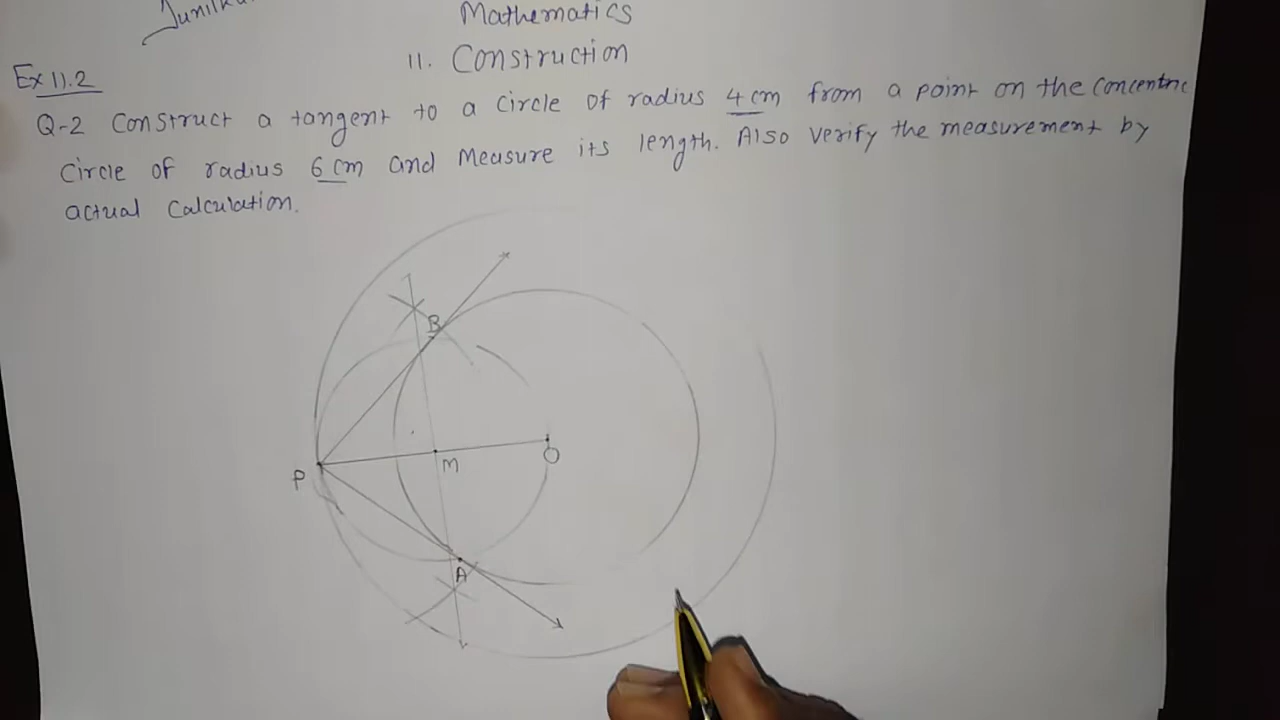 Mathematics
11. Construction
Ex 11.2
Q-2 Construct a tangent to a circle of radius 4 cm from a point on the concentric
circle of radius 6 cm and Measure its length. Also verify the measurement by
actual calculation.
B
P
M
O
A